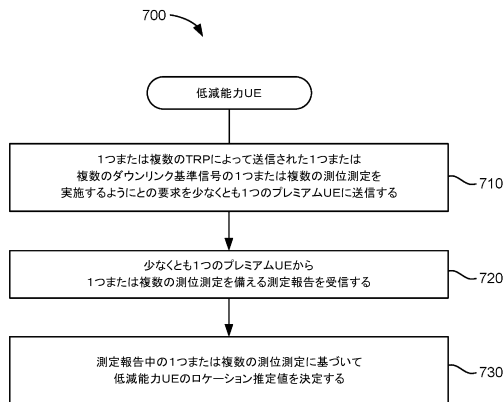 700
低減能力UE
1つまたは複数のTRPによって送信された1つまたは
複数のダウンリンク基準信号の1つまたは複数の測位測定を
実施するようにとの要求を少なくとも1つのプレミアムUEに送信する
710
少なくとも1つのプレミアムUEから
1つまたは複数の測位測定を備える測定報告を受信する
720
測定報告中の1つまたは複数の測位測定に基づいて
低減能力UEのロケーション推定値を決定する
730